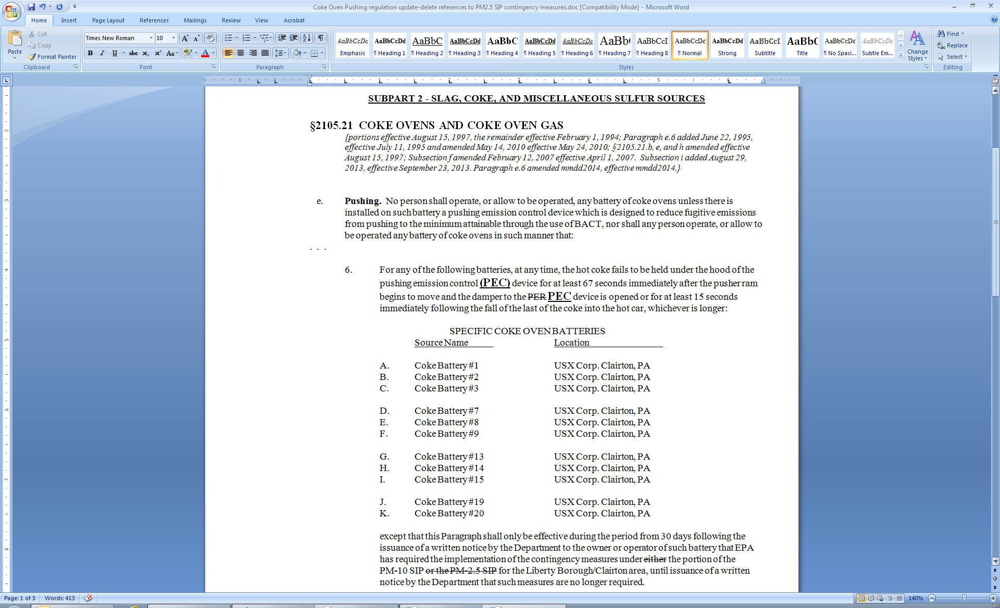 Coke Oven Pushing regulation update-delete references to PM2.5 SIP contingency measures.doc [Compatibility Mode] - Microsoft Word
Home Insert Page Layout References Mailings Review View Acrobat
Paste
Cut
Copy
Format Painter
Clipboard
Times New Roman 10
Font
Paragraph
AaBbCcDc AaBbCcDd AaBbC AaBbCcDd AaBbC AaBbCcDd AaBbCcDc AaBb( AaBbCcI AaBbCcDd AaBbCcDd AaBbCcI AaBb( AaBbCcDd AaBbCcDc
Emphasis ¶ Heading 1 ¶ Heading 2 ¶ Heading 3 ¶ Heading 4 ¶ Heading 5 ¶ Heading 6 ¶ Heading 7 ¶ Heading 8 ¶ Normal Strong Subtitle Title ¶ No Spaci... Subtle Em...
Change Styles
Styles
Find
Replace
Select
Editing
SUBPART 2 - SLAG, COKE, AND MISCELLANEOUS SULFUR SOURCES
§2105.21 COKE OVENS AND COKE OVEN GAS
{portions effective August 15, 1997, the remainder effective February 1, 1994; Paragraph e.6 added June 22, 1995,
effective July 11, 1995 and amended May 14, 2010 effective May 24, 2010; §2105.21.b, e, and h amended effective
August 15, 1997; Subsection f amended February 12, 2007 effective April 1, 2007. Subsection i added August 29,
2013, effective September 23, 2013. Paragraph e.6 amended mmdd2014, effective mmdd2014.}
e. Pushing. No person shall operate, or allow to be operated, any battery of coke ovens unless there is
installed on such battery a pushing emission control device which is designed to reduce fugitive emissions
from pushing to the minimum attainable through the use of BACT, nor shall any person operate, or allow to
be operated any battery of coke ovens in such manner that:
. . .
6. For any of the following batteries, at any time, the hot coke fails to be held under the hood of the
pushing emission control (PEC) device for at least 67 seconds immediately after the pusher ram
begins to move and the damper to the PER PEC device is opened or for at least 15 seconds
immediately following the fall of the last of the coke into the hot car, whichever is longer:
SPECIFIC COKE OVEN BATTERIES
Source Name Location
A. Coke Battery #1 USX Corp. Clairton, PA
B. Coke Battery #2 USX Corp. Clairton, PA
C. Coke Battery #3 USX Corp. Clairton, PA
D. Coke Battery #7 USX Corp. Clairton, PA
E. Coke Battery #8 USX Corp. Clairton, PA
F. Coke Battery #9 USX Corp. Clairton, PA
G. Coke Battery #13 USX Corp. Clairton, PA
H. Coke Battery #14 USX Corp. Clairton, PA
I. Coke Battery #15 USX Corp. Clairton, PA
J. Coke Battery #19 USX Corp. Clairton, PA
K. Coke Battery #20 USX Corp. Clairton, PA
except that this Paragraph shall only be effective during the period from 30 days following the
issuance of a written notice by the Department to the owner or operator of such battery that EPA
has required the implementation of the contingency measures under either the portion of the
PM-10 SIP or the PM-2.5 SIP for the Liberty Borough/Clairton area, until issuance of a written
notice by the Department that such measures are no longer required.
Page: 1 of 3 Words: 413 140%